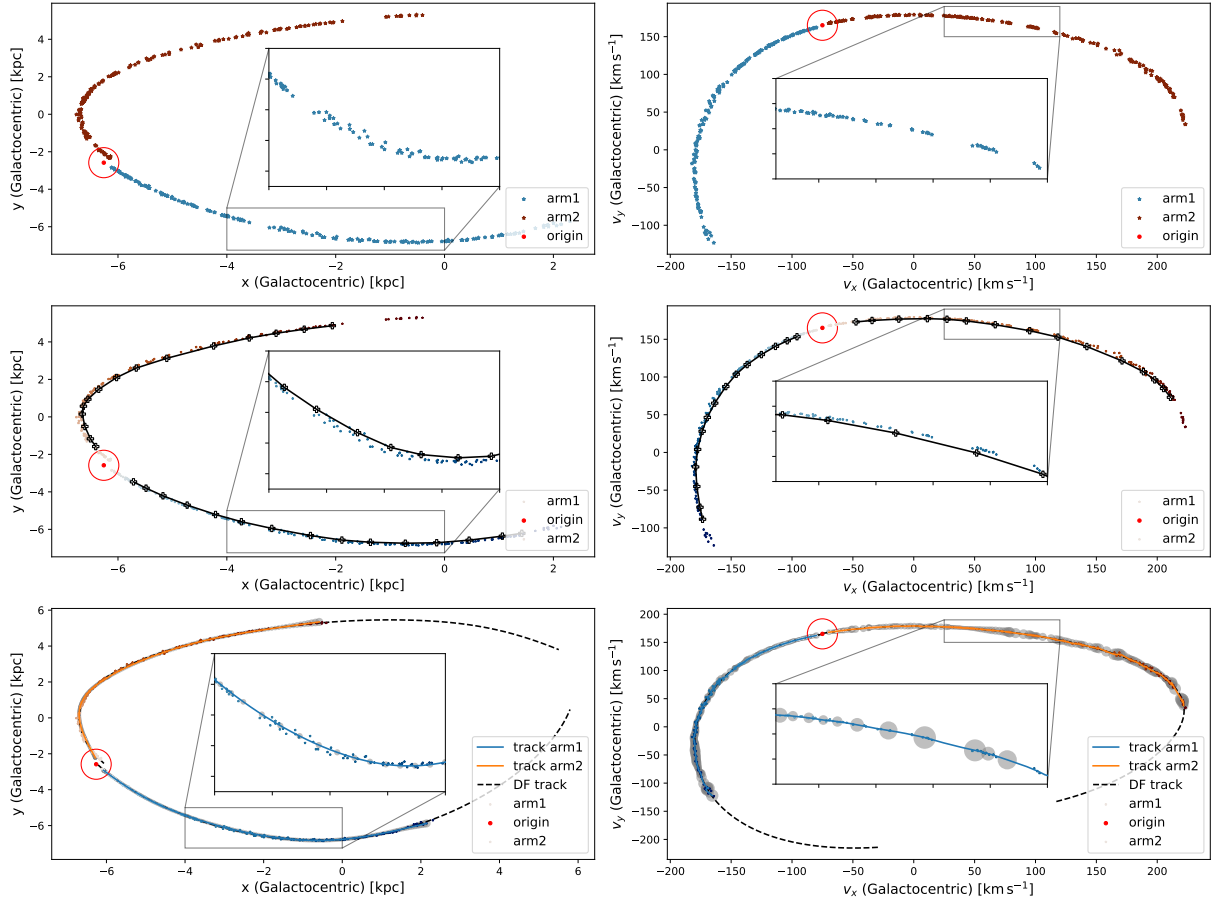 4
2
0
−2
−4
−6
y (Galactocentric) [kpc]
−6
−4
−2
0
2
x (Galactocentric) [kpc]
arm1
arm2
origin
150
100
50
0
−50
−100
v_y (Galactocentric) [km s⁻¹]
−200
−150
−100
−50
0
50
100
150
200
v_x (Galactocentric) [km s⁻¹]
arm1
arm2
origin
4
2
0
−2
−4
−6
y (Galactocentric) [kpc]
−6
−4
−2
0
2
x (Galactocentric) [kpc]
arm1
origin
arm2
150
100
50
0
−50
−100
v_y (Galactocentric) [km s⁻¹]
−200
−150
−100
−50
0
50
100
150
200
v_x (Galactocentric) [km s⁻¹]
arm1
origin
arm2
6
4
2
0
−2
−4
−6
y (Galactocentric) [kpc]
−6
−4
−2
0
2
4
6
x (Galactocentric) [kpc]
track arm1
track arm2
DF track
arm1
origin
arm2
200
150
100
50
0
−50
−100
−150
−200
v_y (Galactocentric) [km s⁻¹]
−200
−150
−100
−50
0
50
100
150
200
v_x (Galactocentric) [km s⁻¹]
track arm1
track arm2
DF track
arm1
origin
arm2